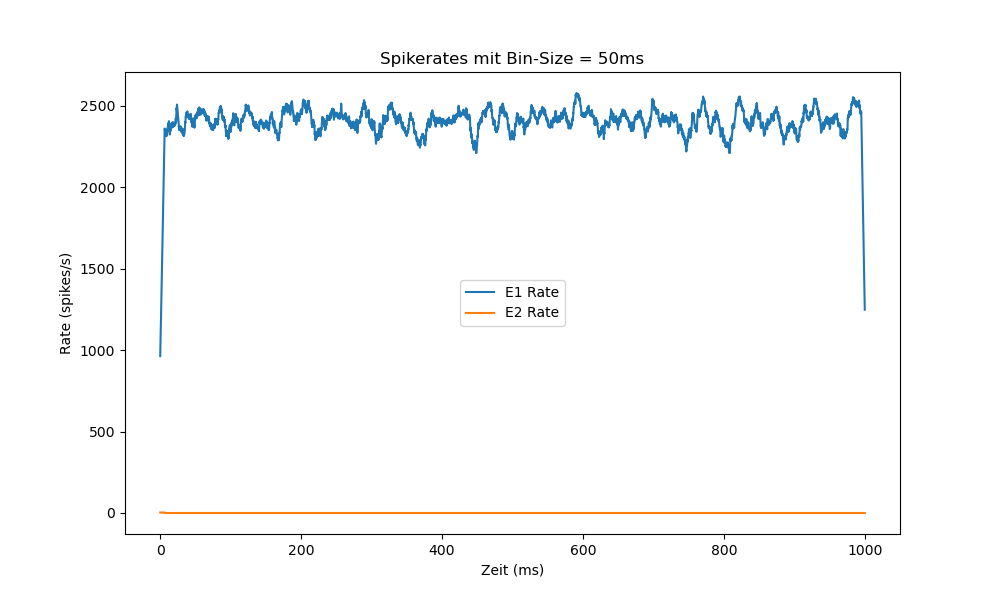 Spikerates mit Bin-Size = 50ms
Rate (spikes/s)
2500
2000
1500
1000
500
0
E1 Rate
E2 Rate
0 200 400 600 800 1000
Zeit (ms)